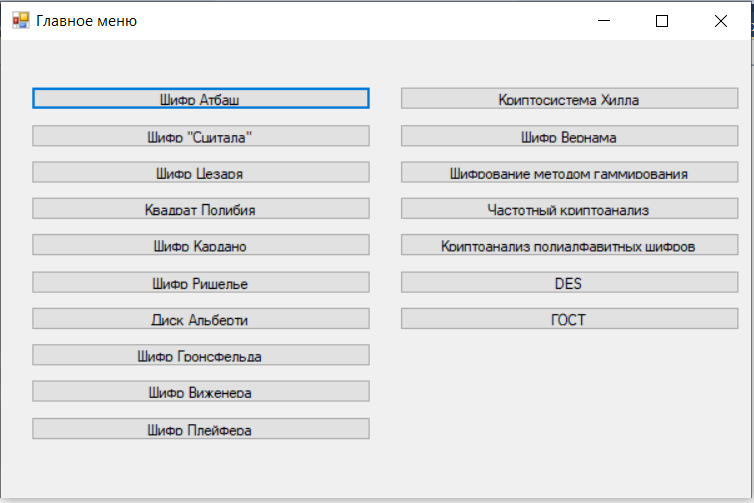 Главное меню
Шифр Атбаш
Шифр "Сцитала"
Шифр Цезаря
Квадрат Полибия
Шифр Кардано
Шифр Ришелье
Диск Альберти
Шифр Гронсфельда
Шифр Виженера
Шифр Плейфера
Криптосистема Хилла
Шифр Вернама
Шифрование методом гаммирования
Частотный криптоанализ
Криптоанализ полиалфавитных шифров
DES
ГОСТ